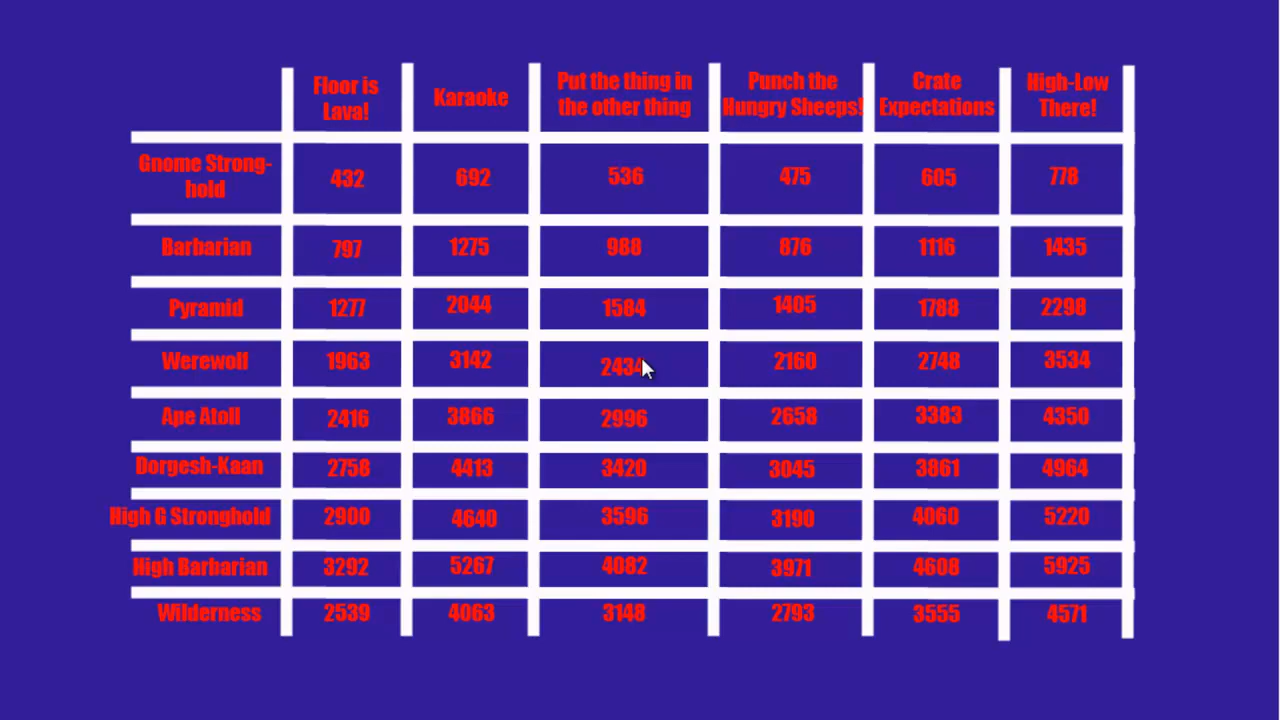 Floor is Lava! Karaoke Put the thing in the other thing Punch the Hungry Sheeps! Crate Expectations High-Low There!
Gnome Strong-hold 432 692 536 475 605 778
Barbarian 797 1275 988 876 1116 1435
Pyramid 1277 2044 1584 1405 1788 2298
Werewolf 1963 3142 2434 2160 2748 3534
Ape Atoll 2416 3866 2996 2658 3383 4350
Dorgesh-Kaan 2758 4413 3420 3045 3861 4964
High G Stronghold 2900 4640 3596 3190 4060 5220
High Barbarian 3292 5267 4082 3971 4608 5925
Wilderness 2539 4063 3148 2793 3555 4571